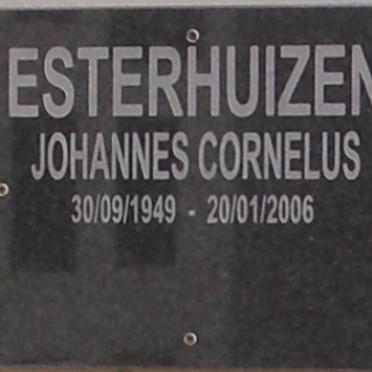 ESTERHUIZEN
JOHANNES CORNELUS
30/09/1949 - 20/01/2006